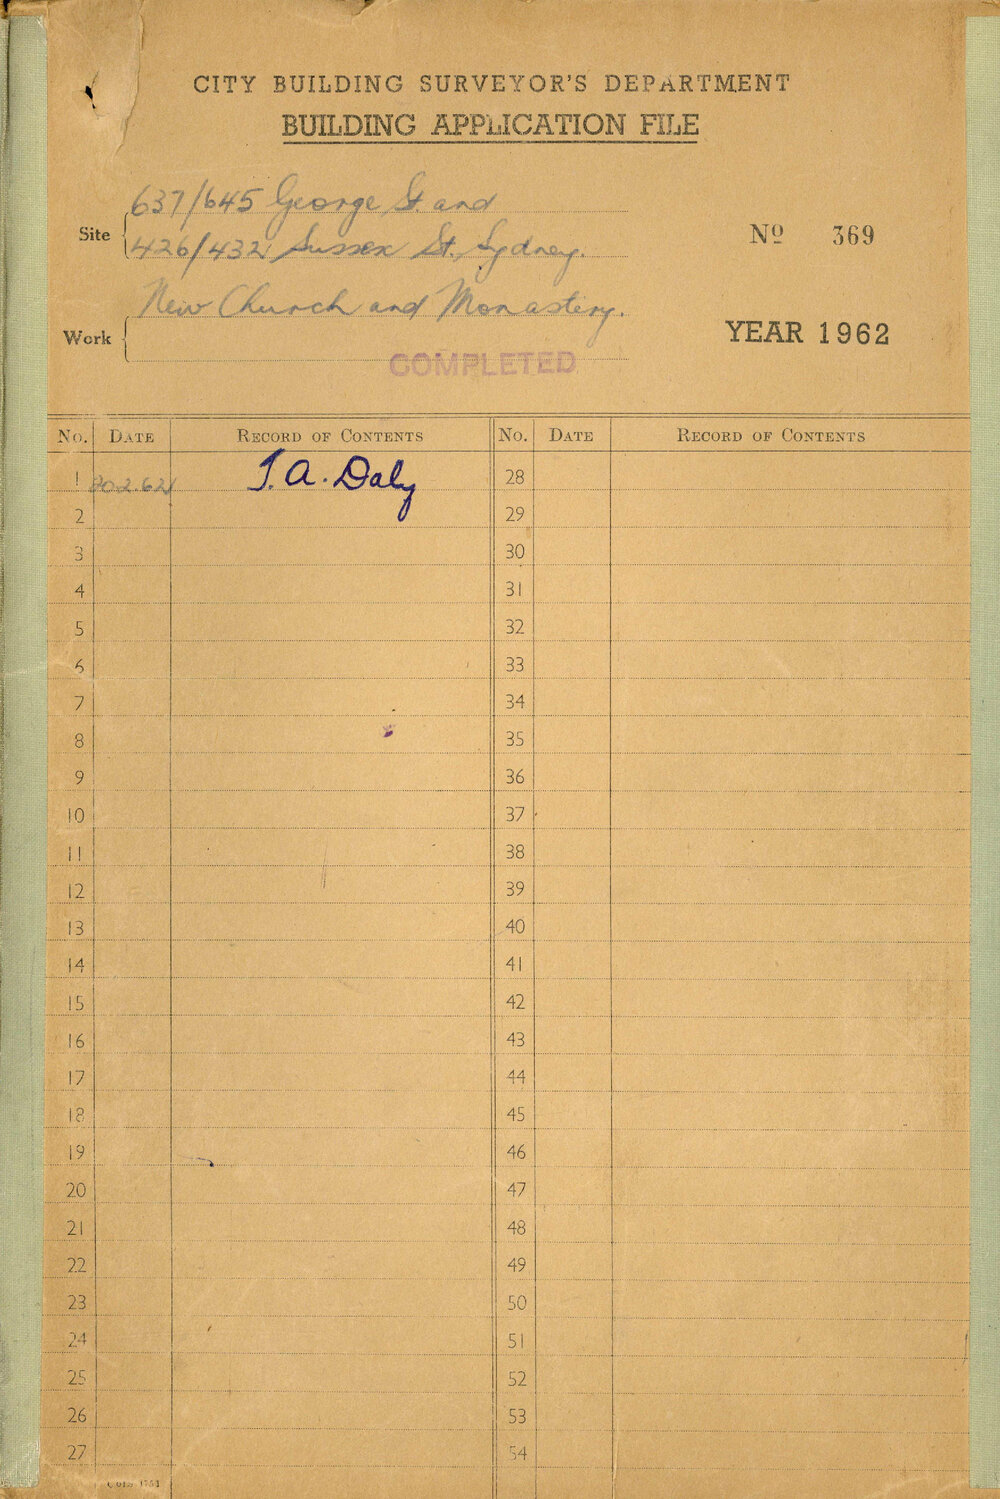 CITY BUILDING SURVEYOR'S DEPARTMENT
BUILDING APPLICATION FILE
637/645 George St. and
Site 426/432 Sussex St. Sydney.
Nº 369
New Church and Monastery.
Work
YEAR 1962
COMPLETED
No. DATE RECORD OF CONTENTS No. DATE RECORD OF CONTENTS
1 J.A. Daly 28
2 29
3 30
4 31
5 32
6 33
7 34
8 35
9 36
10 37
11 38
12 39
13 40
14 41
15 42
16 43
17 44
18 45
19 46
20 47
21 48
22 49
23 50
24 51
25 52
26 53
27 54